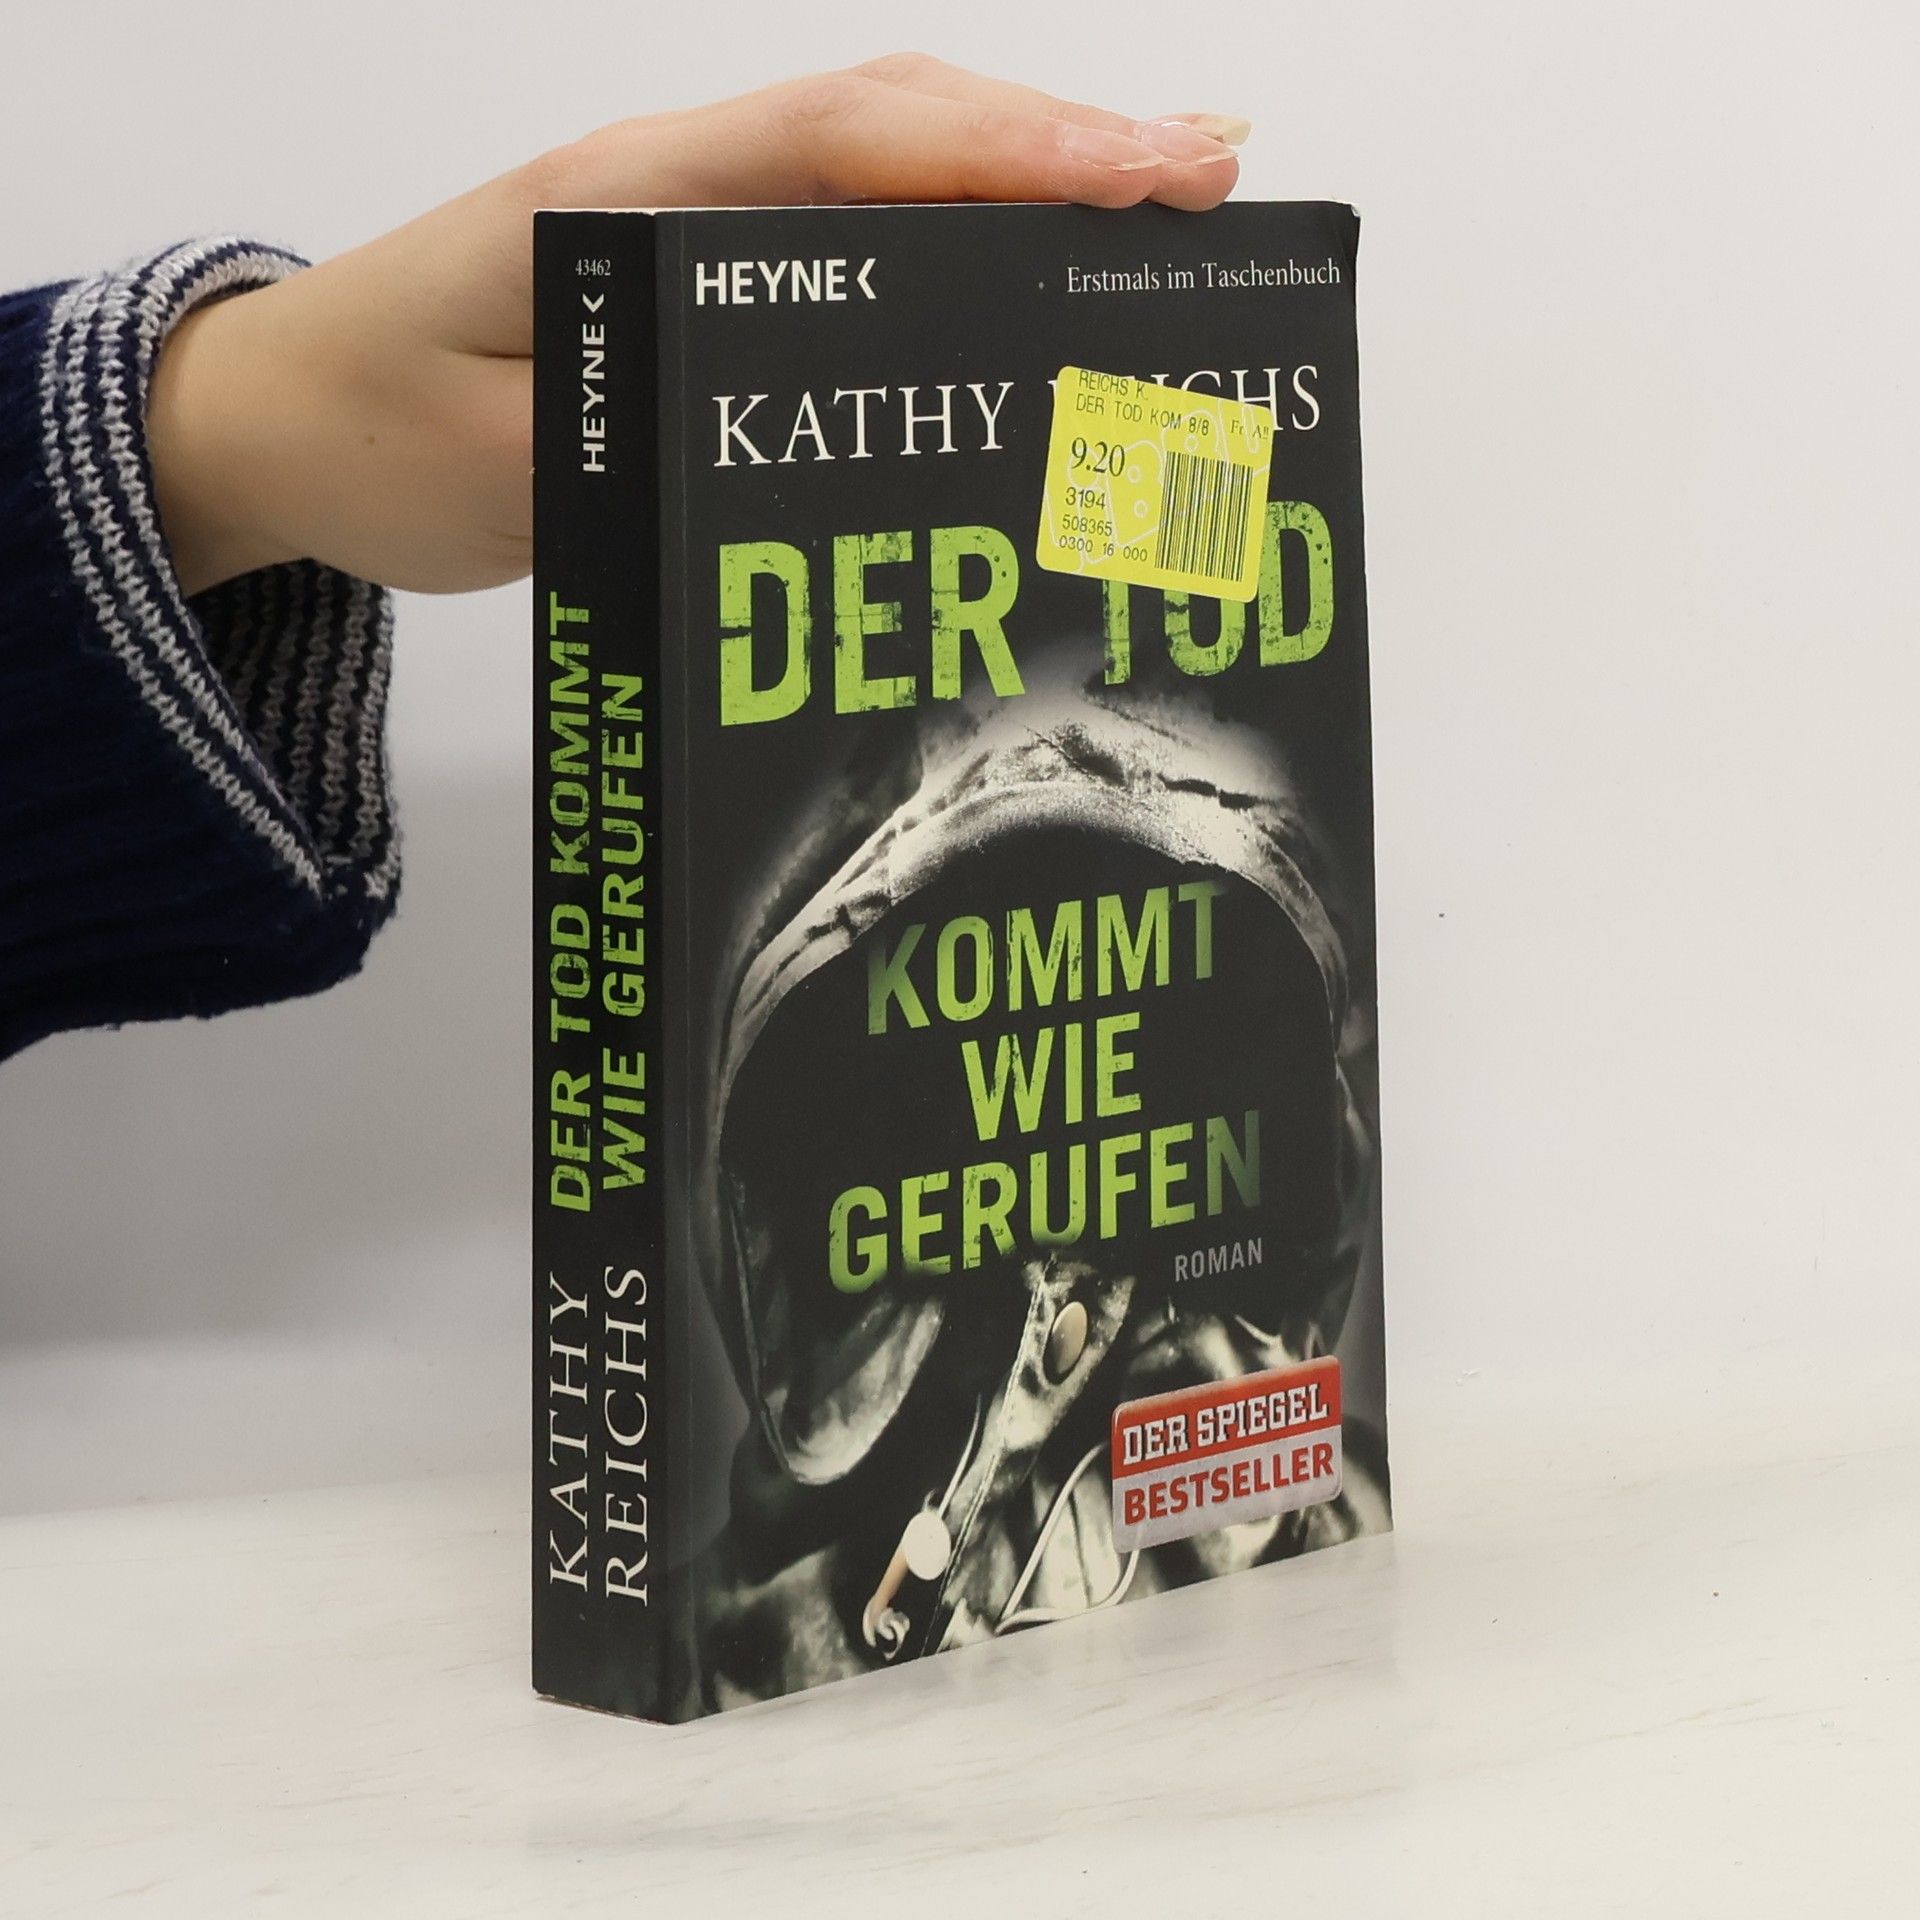 43462
HEYNE
DER TOD KOMMT
WIE GERUFEN
KATHY
REICHS
HEYNE
Erstmals im Taschenbuch
KATHY REICHS
REICHS K.
DER TOD KOM 8/8
9.20
3194
508365
0300 16 000
DER TOD
KOMMT
WIE
GERUFEN
ROMAN
DER SPIEGEL
BESTSELLER